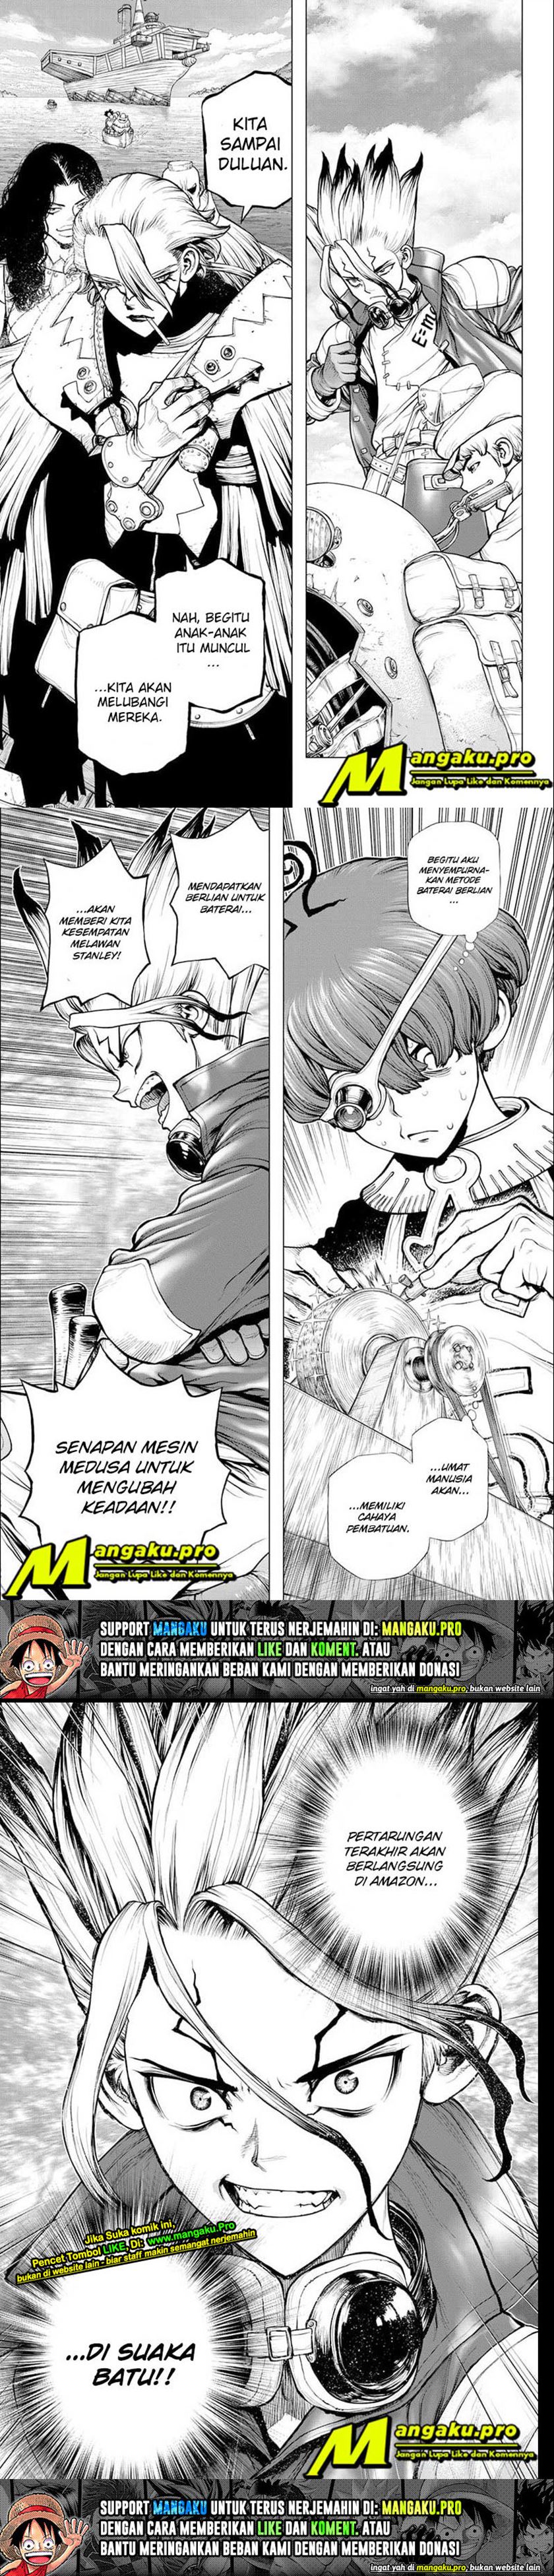 KITA
SAMPAI
DULUAN.
E=m
NAH, BEGITU
ANAK-ANAK
ITU MUNCUL
...
...KITA AKAN
MELUBANGI
MEREKA.
Mangaku.pro
Jangan Lupa Like dan Komennya
BEGITU AKU
MENYEMPURNA-
KAN METODE
BATERAI BERLIAN
...
MENDAPATKAN
BERLIAN UNTUK
BATERAI...
...AKAN
MEMBERI KITA
KESEMPATAN
MELAWAN
STANLEY!
SENAPAN MESIN
MEDUSA UNTUK
MENGUBAH
KEADAAN!!
...UMAT
MANUSIA
AKAN...
...MEMILIKI
CAHAYA
PEMBATUAN.
Mangaku.pro
Jangan Lupa Like dan Komennya
SUPPORT MANGAKU UNTUK TERUS NERJEMAHIN DI: MANGAKU.PRO
DENGAN CARA MEMBERIKAN LIKE DAN KOMENT. ATAU
BANTU MERINGANKAN BEBAN KAMI DENGAN MEMBERIKAN DONASI
ingat yah di mangaku.pro, bukan website lain
PERTARUNGAN
TERAKHIR AKAN
BERLANGSUNG
DI AMAZON...
Jika Suka komik ini,
Pencet Tombol LIKE, Di: www.mangaku.Pro
bukan di website lain - biar staff makin semangat nerjemahin
...DI SUAKA
BATU!!
Mangaku.pro
Jangan Lupa Like dan Komennya
SUPPORT MANGAKU UNTUK TERUS NERJEMAHIN DI: MANGAKU.PRO
DENGAN CARA MEMBERIKAN LIKE DAN KOMENT. ATAU
BANTU MERINGANKAN BEBAN KAMI DENGAN MEMBERIKAN DONASI
ingat yah di mangaku.pro, bukan website lain